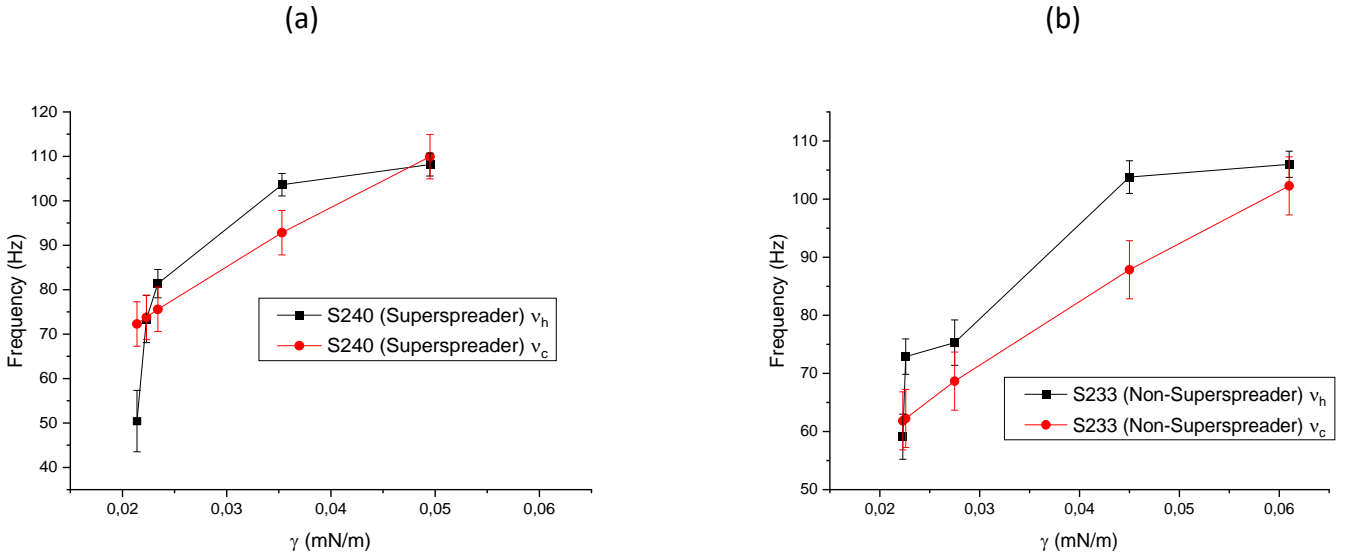 (a)
120
110
100
90
80
70
60
50
40
Frequency (Hz)
S240 (Superspreader) νh
S240 (Superspreader) νc
0,02 0,03 0,04 0,05 0,06
γ (mN/m)
(b)
110
100
90
80
70
60
50
Frequency (Hz)
S233 (Non-Superspreader) νh
S233 (Non-Superspreader) νc
0,02 0,03 0,04 0,05 0,06
γ (mN/m)